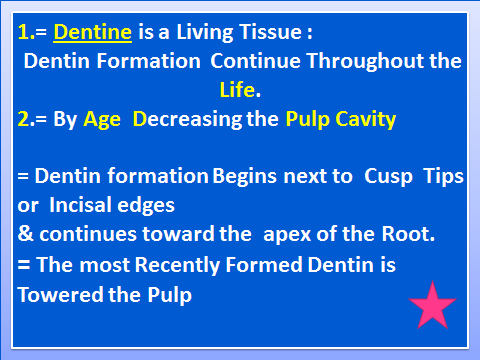 1.= Dentine is a Living Tissue :
Dentin Formation Continue Throughout the
Life.
2.= By Age Decreasing the Pulp Cavity
= Dentin formation Begins next to Cusp Tips
or Incisal edges
& continues toward the apex of the Root.
= The most Recently Formed Dentin is
Towered the Pulp